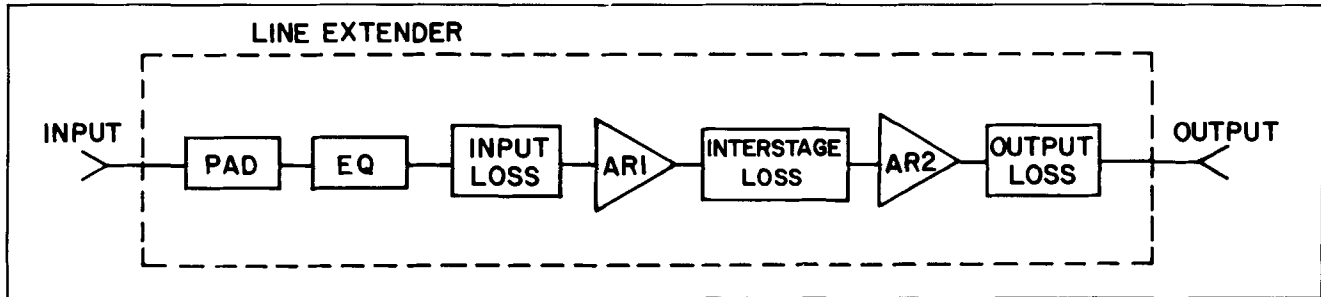 LINE EXTENDER
INPUT
PAD
EQ
INPUT
LOSS
AR1
INTERSTAGE
LOSS
AR2
OUTPUT
LOSS
OUTPUT